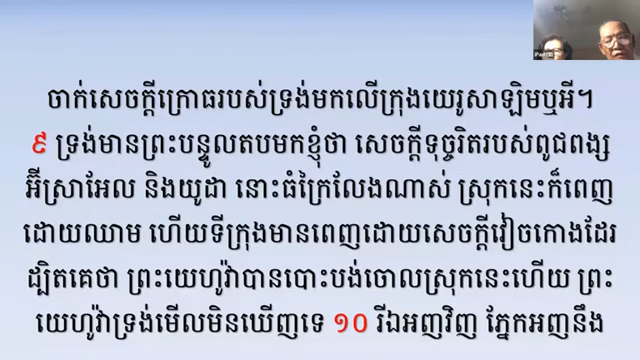 ចាក់សេចក្ដីក្រោធរបស់ទ្រង់មកលើក្រុងយេរូសាឡិមឬអី។
៩ ទ្រង់មានព្រះបន្ទូលតបមកខ្ញុំថា សេចក្ដីទុច្ចរិតរបស់ពូជពង្ស
អ៊ីស្រាអែល និងយូដា នោះធំក្រៃលែងណាស់ ស្រុកនេះក៏ពេញ
ដោយឈាម ហើយទីក្រុងមានពេញដោយសេចក្ដីវៀចកោងដែរ
ដ្បិតគេថា ព្រះយេហូវ៉ាបានបោះបង់ចោលស្រុកនេះហើយ ព្រះ
យេហូវ៉ាទ្រង់មើលមិនឃើញទេ ១០ រីឯអញវិញ ភ្នែកអញនឹង